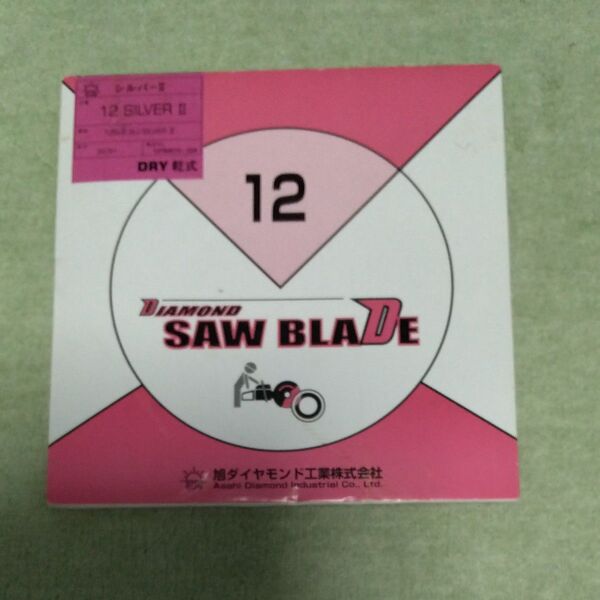 シルバーⅡ
12 SILVER Ⅱ
DRY 乾式
12
DIAMOND
SAW BLADE
旭ダイヤモンド工業株式会社
Asahi Diamond Industrial Co., Ltd.